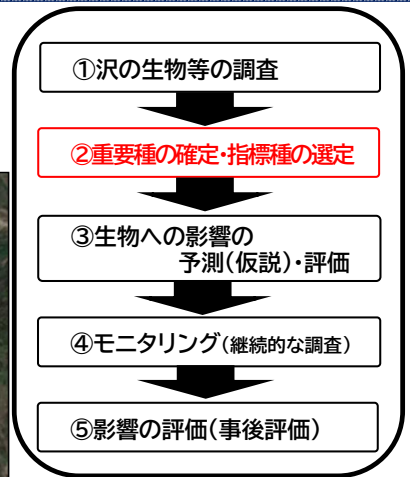 ①沢の生物等の調査
②重要種の確定・指標種の選定
③生物への影響の
予測(仮説)・評価
④モニタリング(継続的な調査)
⑤影響の評価(事後評価)